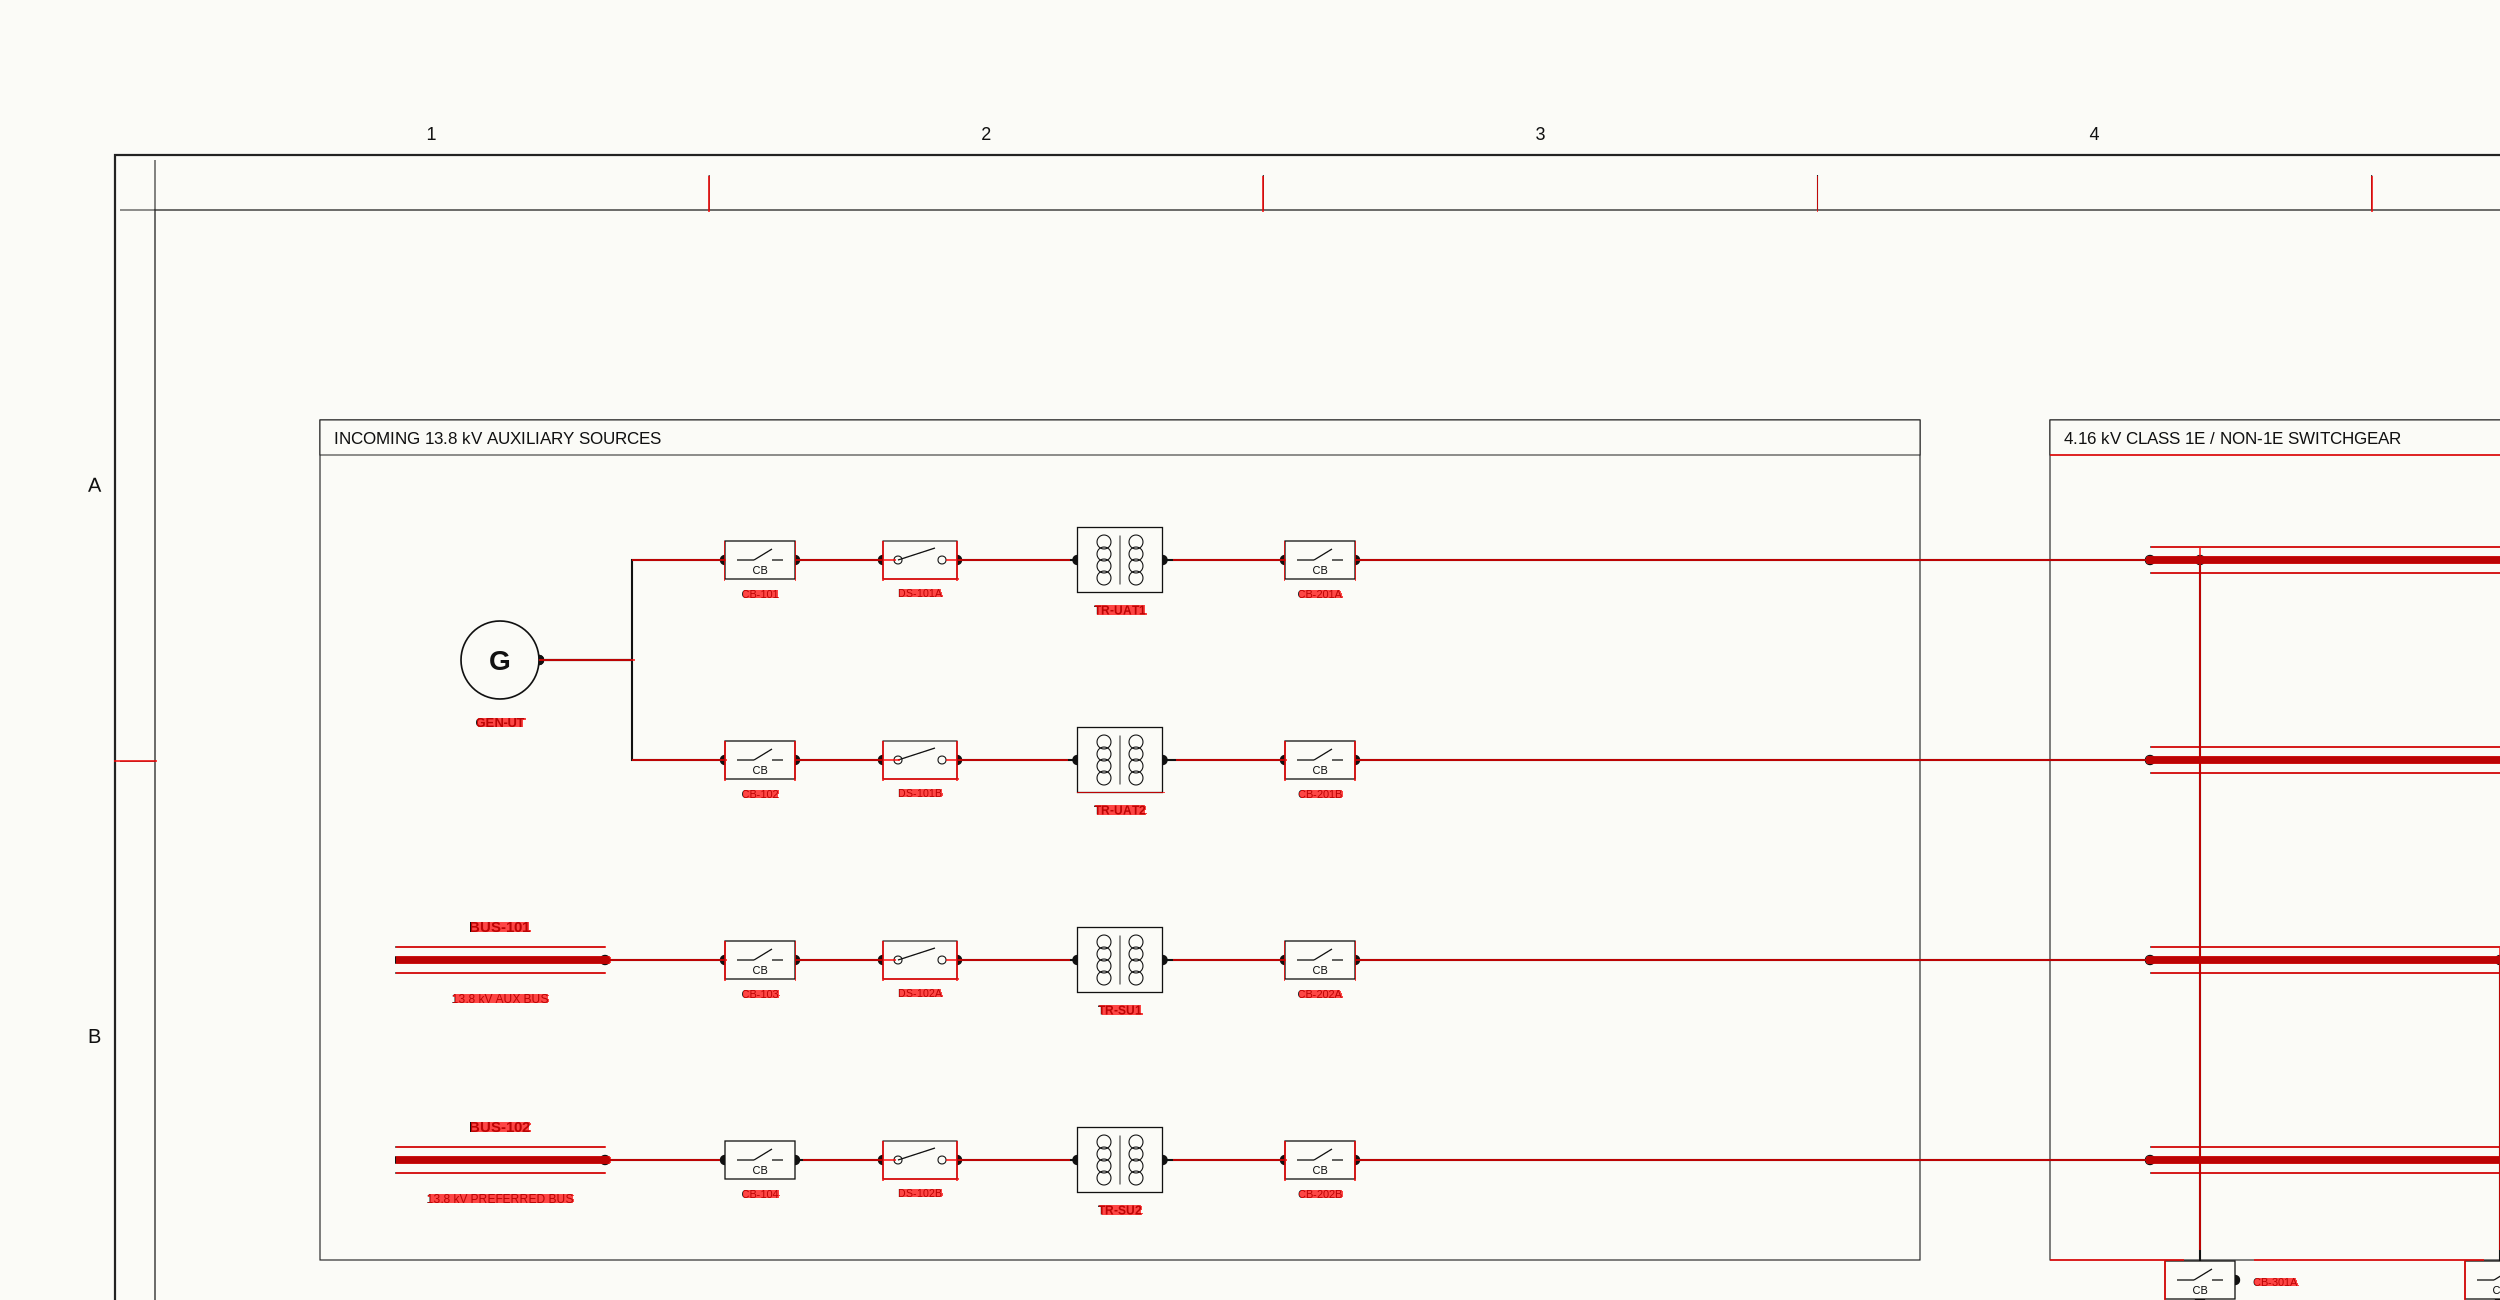 1 2 3 4
INCOMING 13.8 kV AUXILIARY SOURCES
4.16 kV CLASS 1E / NON-1E SWITCHGEAR
A
CB
CB
CB-101
DS-101A
CB-201A
TR-UAT1
G
GEN-UT
CB
CB
CB-102
DS-101B
CB-201B
TR-UAT2
BUS-101
CB
CB
13.8 kV AUX BUS
CB-103
DS-102A
CB-202A
TR-SU1
B
BUS-102
CB
CB
13.8 kV PREFERRED BUS
CB-104
DS-102B
CB-202B
TR-SU2
CB
CB-301A